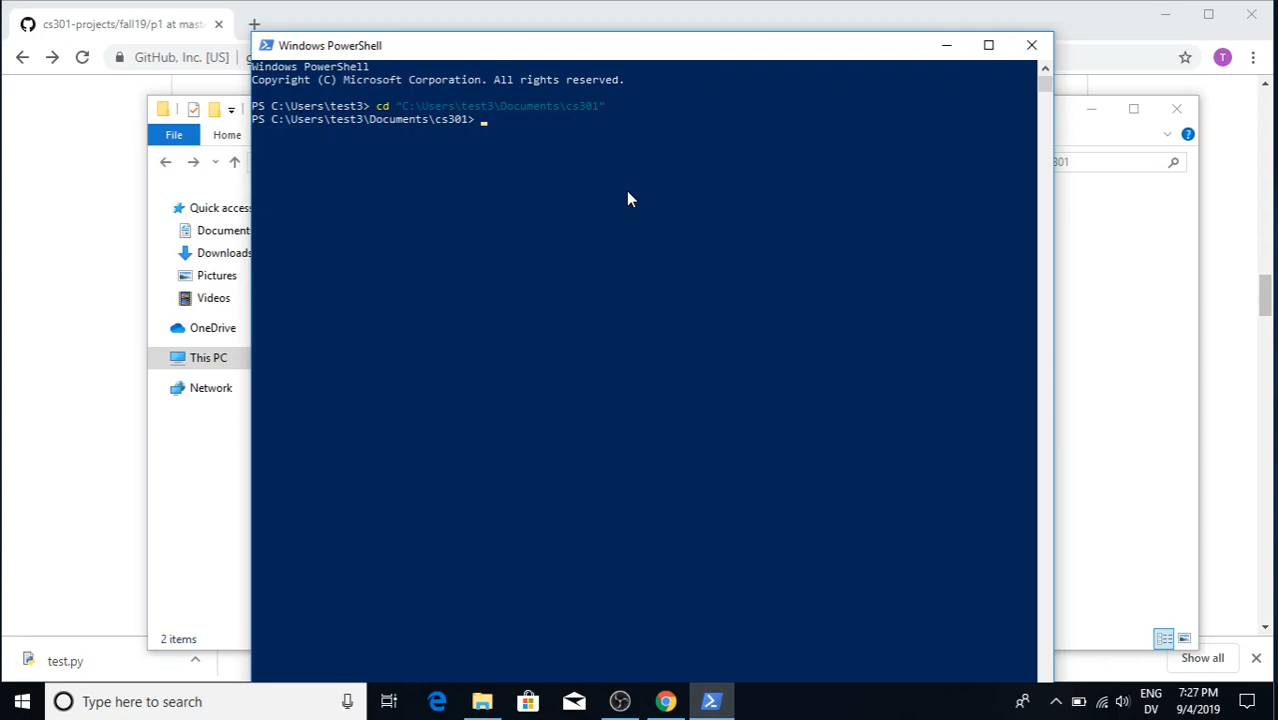 cs301-projects/fall19/p1 at mast
GitHub, Inc. [US]
Windows PowerShell
Windows PowerShell
Copyright (C) Microsoft Corporation. All rights reserved.
PS C:\Users\test3> cd "C:\Users\test3\Documents\cs301"
PS C:\Users\test3\Documents\cs301>
File
Home
301
Quick access
Document
Downloads
Pictures
Videos
OneDrive
This PC
Network
2 items
test.py
Show all
Type here to search
ENG
DV
7:27 PM
9/4/2019